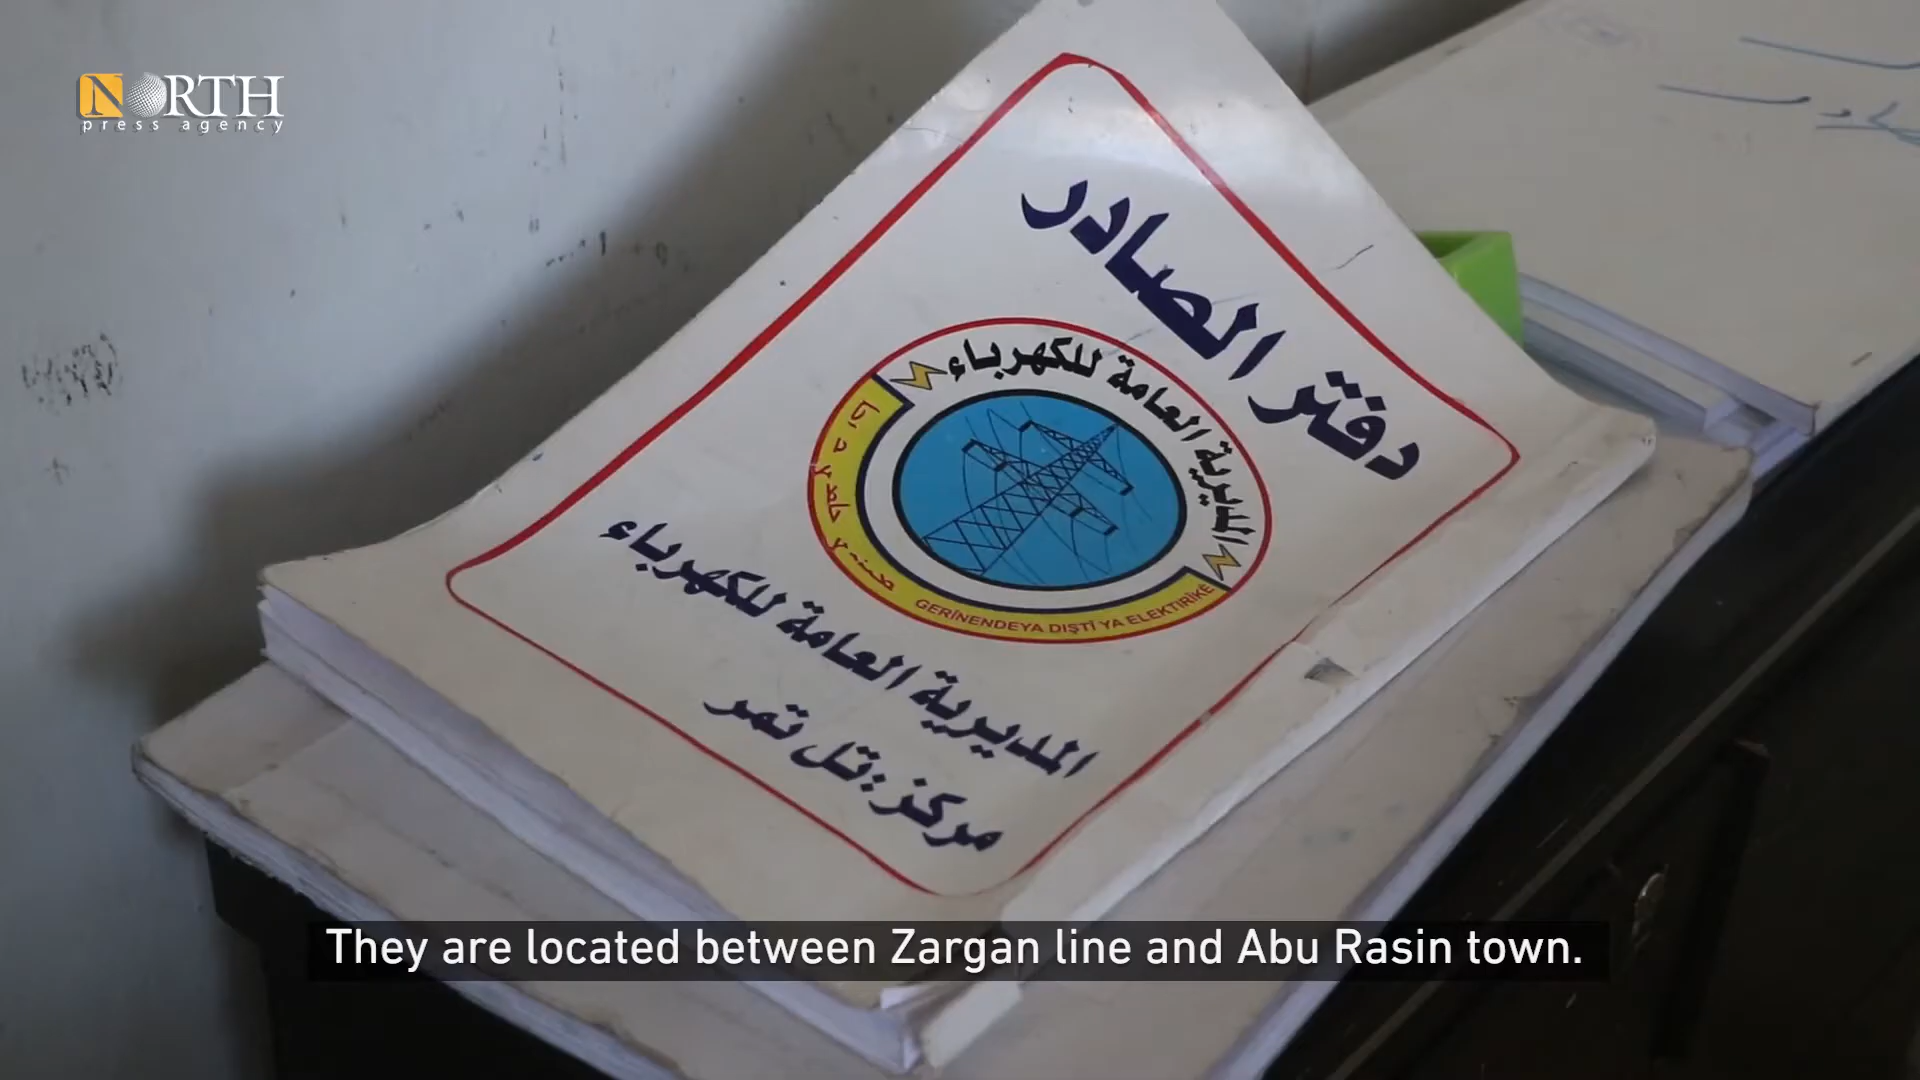 NORTH
press agency
دفتر الصادر
المديرية العامة للكهرباء
GERÎNENDEYA DIŞTÎ YA ELEKTIRÎKÊ
المديرية العامة للكهرباء
مركز: تل تمر
They are located between Zargan line and Abu Rasin town.